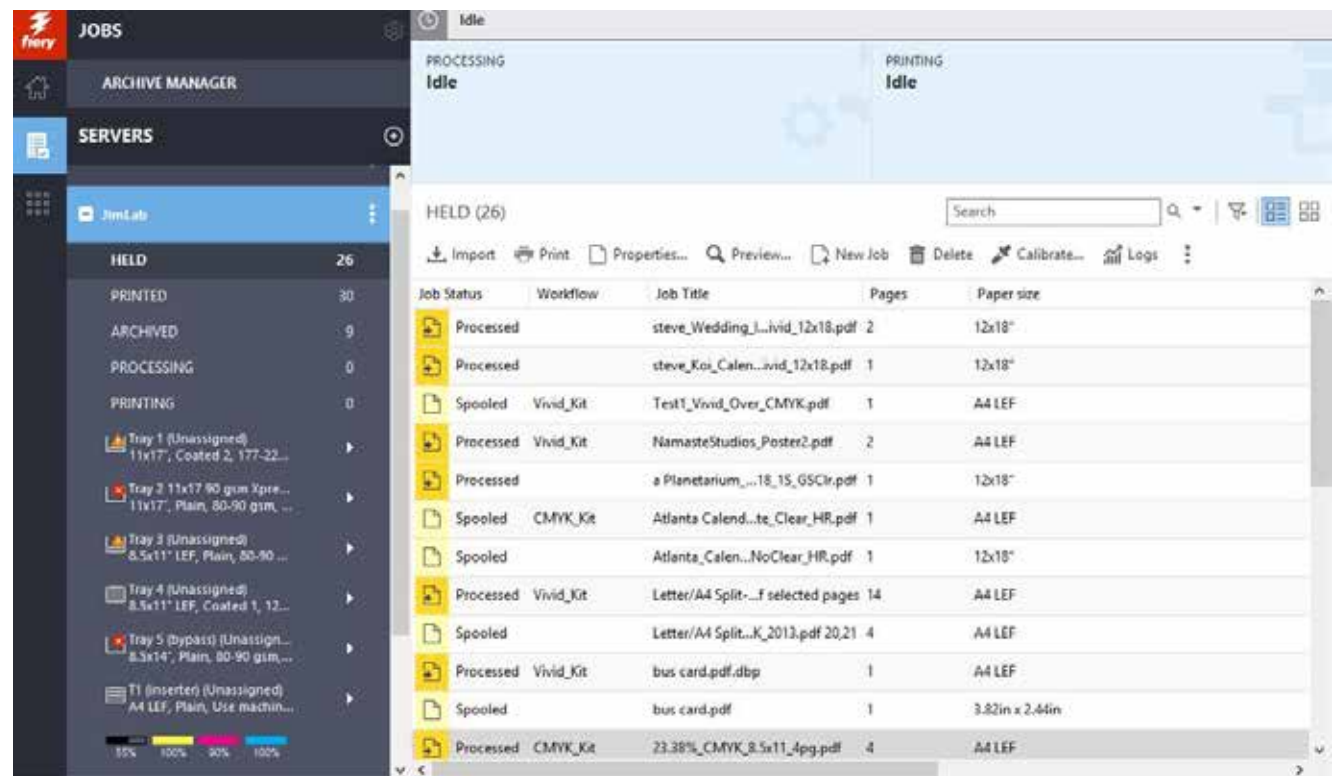 fiery
JOBS
ARCHIVE MANAGER
SERVERS
JimLab
HELD 26
PRINTED 30
ARCHIVED 9
PROCESSING 0
PRINTING 0
Tray 1 (Unassigned)
11x17", Coated 2, 177-22...
Tray 2 11x17 90 gsm Xpre...
11x17", Plain, 80-90 gsm, ...
Tray 3 (Unassigned)
8.5x11" LEF, Plain, 80-90 ...
Tray 4 (Unassigned)
8.5x11" LEF, Coated 1, 12...
Tray 5 (bypass) (Unassign...
8.5x14", Plain, 80-90 gsm,...
T1 (inserter) (Unassigned)
A4 LEF, Plain, Use machin...
100% 100%
Idle
PROCESSING
Idle
PRINTING
Idle
HELD (26)
Search
Import Print Properties... Preview... New Job Delete Calibrate... Logs
Job Status Workflow Job Title Pages Paper size
Processed steve_Wedding_I...ivid_12x18.pdf 2 12x18"
Processed steve_Koi_Calen...ivid_12x18.pdf 1 12x18"
Spooled Vivid_Kit Test1_Vivid_Over_CMYK.pdf 1 A4 LEF
Processed Vivid_Kit NamasteStudios_Poster2.pdf 2 A4 LEF
Processed a Planetarium_...18_15_GSClr.pdf 1 12x18"
Spooled CMYK_Kit Atlanta Calend...te_Clear_HR.pdf 1 A4 LEF
Spooled Atlanta_Calen...NoClear_HR.pdf 1 12x18"
Processed Vivid_Kit Letter/A4 Split-...f selected pages 14 A4 LEF
Spooled Letter/A4 Split...K_2013.pdf 20,21 4 A4 LEF
Processed Vivid_Kit bus card.pdf.dbp 1 A4 LEF
Spooled bus card.pdf 1 3.82in x 2.44in
Processed CMYK_Kit 23.38%_CMYK_8.5x11_4pg.pdf 4 A4 LEF